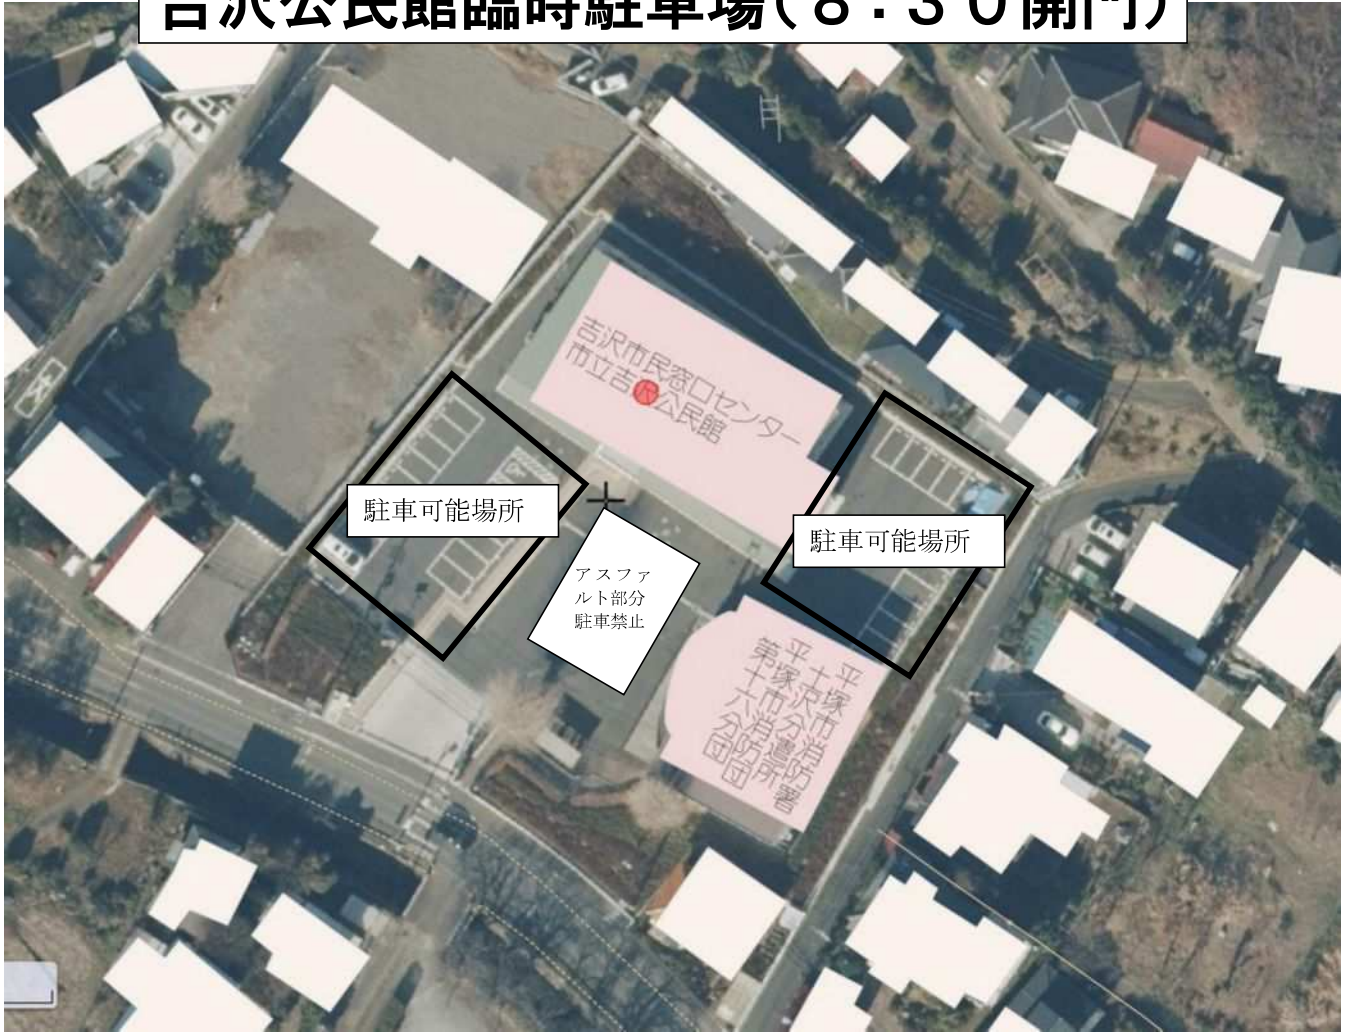 吉沢公民館臨時駐車場(8:30開門)
吉沢市民窓口センター
市立吉沢公民館
駐車可能場所
駐車可能場所
アスファ
ルト部分
駐車禁止
平塚市消防署
土沢分署
平塚市消防団
第十六分団